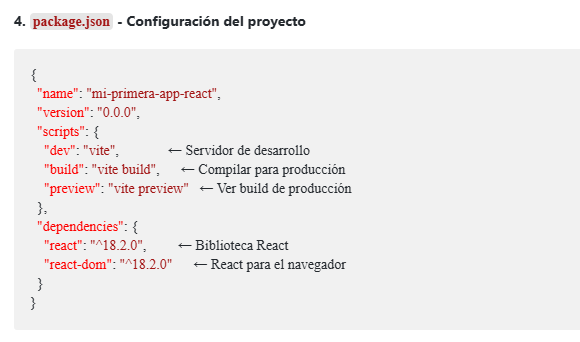 4. package.json - Configuración del proyecto
{
"name": "mi-primera-app-react",
"version": "0.0.0",
"scripts": {
"dev": "vite", ← Servidor de desarrollo
"build": "vite build", ← Compilar para producción
"preview": "vite preview" ← Ver build de producción
},
"dependencies": {
"react": "^18.2.0", ← Biblioteca React
"react-dom": "^18.2.0" ← React para el navegador
}
}